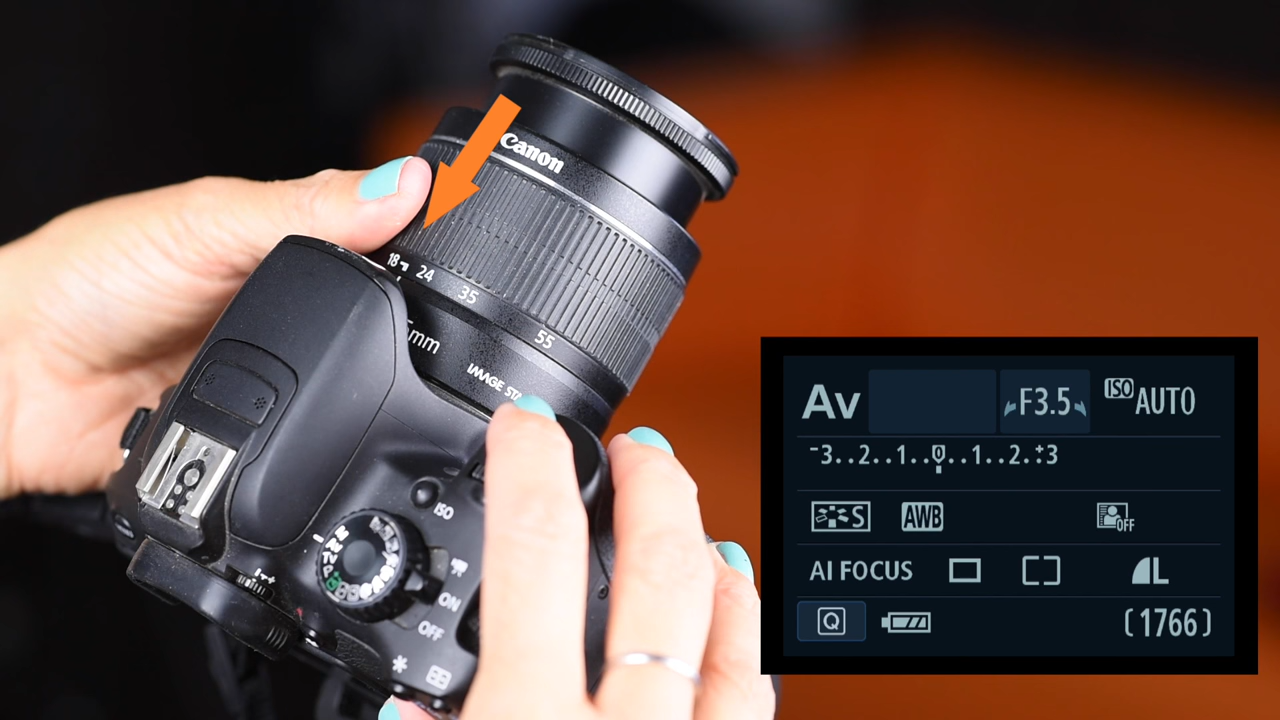 Canon
18 24 35 55
5mm
IMAGE STA
ISO
ON
OFF
Av F3.5 ISO AUTO
-3..2..1..0..1..2.+3
S AWB OFF
AI FOCUS L
Q [1766]